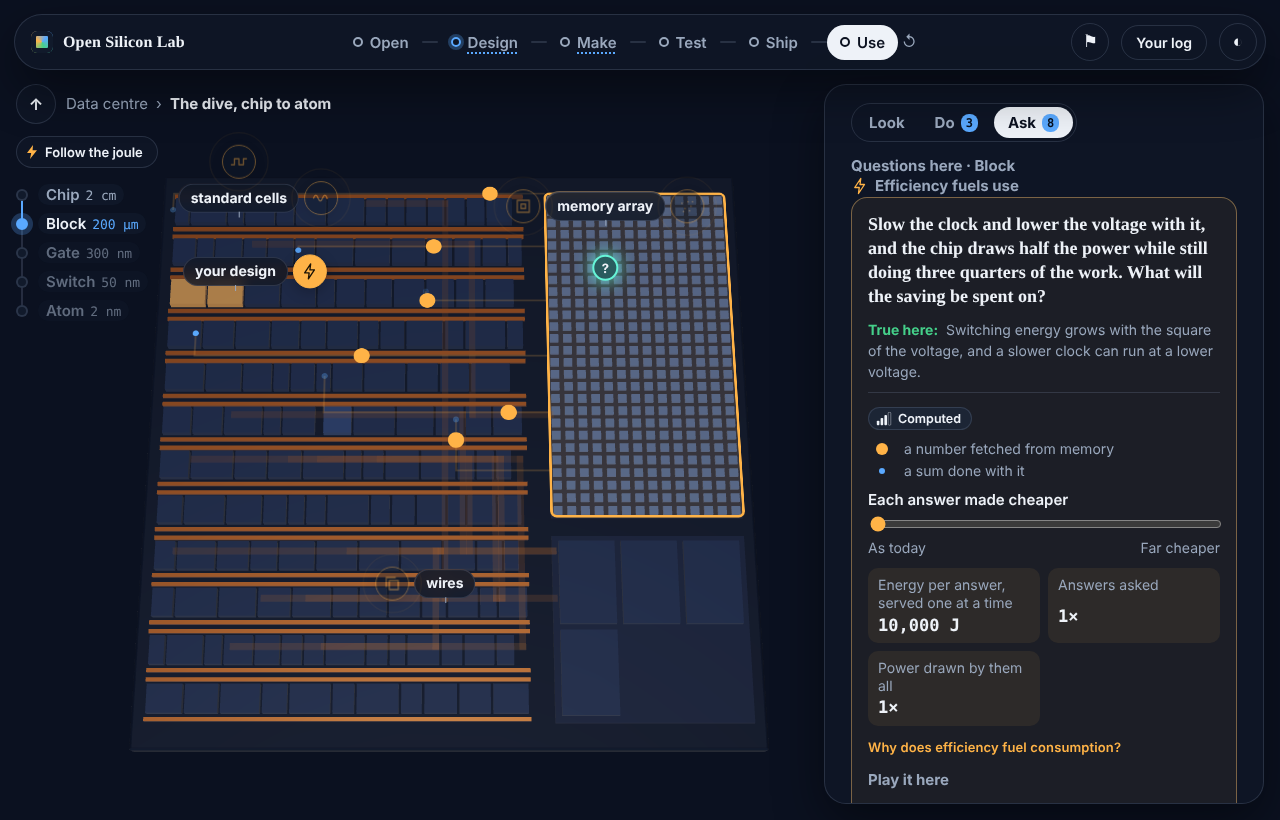 Open Silicon Lab
Open
Design
Make
Test
Ship
Use
Your log
Data centre › The dive, chip to atom
Follow the joule
Chip 2 cm
Block 200 µm
Gate 300 nm
Switch 50 nm
Atom 2 nm
standard cells
memory array
your design
?
wires
Look
Do 3
Ask 8
Questions here · Block
Efficiency fuels use
Slow the clock and lower the voltage with it,
and the chip draws half the power while still
doing three quarters of the work. What will
the saving be spent on?
True here: Switching energy grows with the square
of the voltage, and a slower clock can run at a lower
voltage.
Computed
a number fetched from memory
a sum done with it
Each answer made cheaper
As today
Far cheaper
Energy per answer,
served one at a time
10,000 J
Answers asked
1×
Power drawn by them
all
1×
Why does efficiency fuel consumption?
Play it here